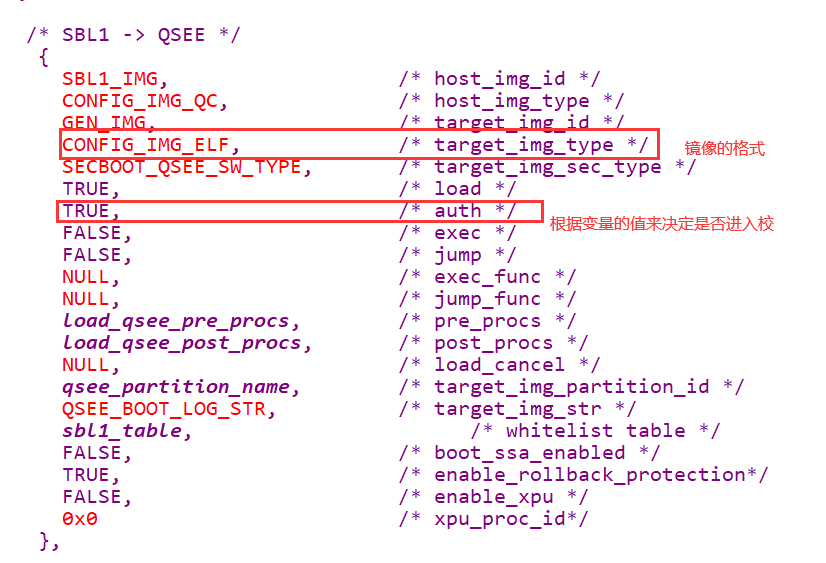 /* SBL1 -> QSEE */
{
SBL1_IMG, /* host_img_id */
CONFIG_IMG_QC, /* host_img_type */
GEN_IMG, /* target_img_id */
CONFIG_IMG_ELF, /* target_img_type */ 镜像的格式
SECBOOT_QSEE_SW_TYPE, /* target_img_sec_type */
TRUE, /* load */
TRUE, /* auth */ 根据变量的值来决定是否进入校
FALSE, /* exec */
FALSE, /* jump */
NULL, /* exec_func */
NULL, /* jump_func */
load_qsee_pre_procs, /* pre_procs */
load_qsee_post_procs, /* post_procs */
NULL, /* load_cancel */
qsee_partition_name, /* target_img_partition_id */
QSEE_BOOT_LOG_STR, /* target_img_str */
sbl1_table, /* whitelist table */
FALSE, /* boot_ssa_enabled */
TRUE, /* enable_rollback_protection*/
FALSE, /* enable_xpu */
0x0 /* xpu_proc_id*/
},